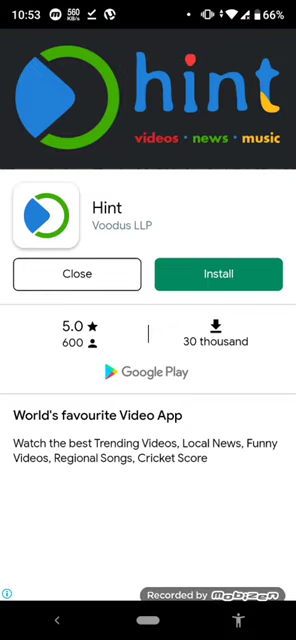 10:53 560 KB/s 66%
hint
videos • news • music
Hint
Voodus LLP
Close
Install
5.0 ★
600
30 thousand
Google Play
World's favourite Video App
Watch the best Trending Videos, Local News, Funny
Videos, Regional Songs, Cricket Score
Recorded by Mobizen